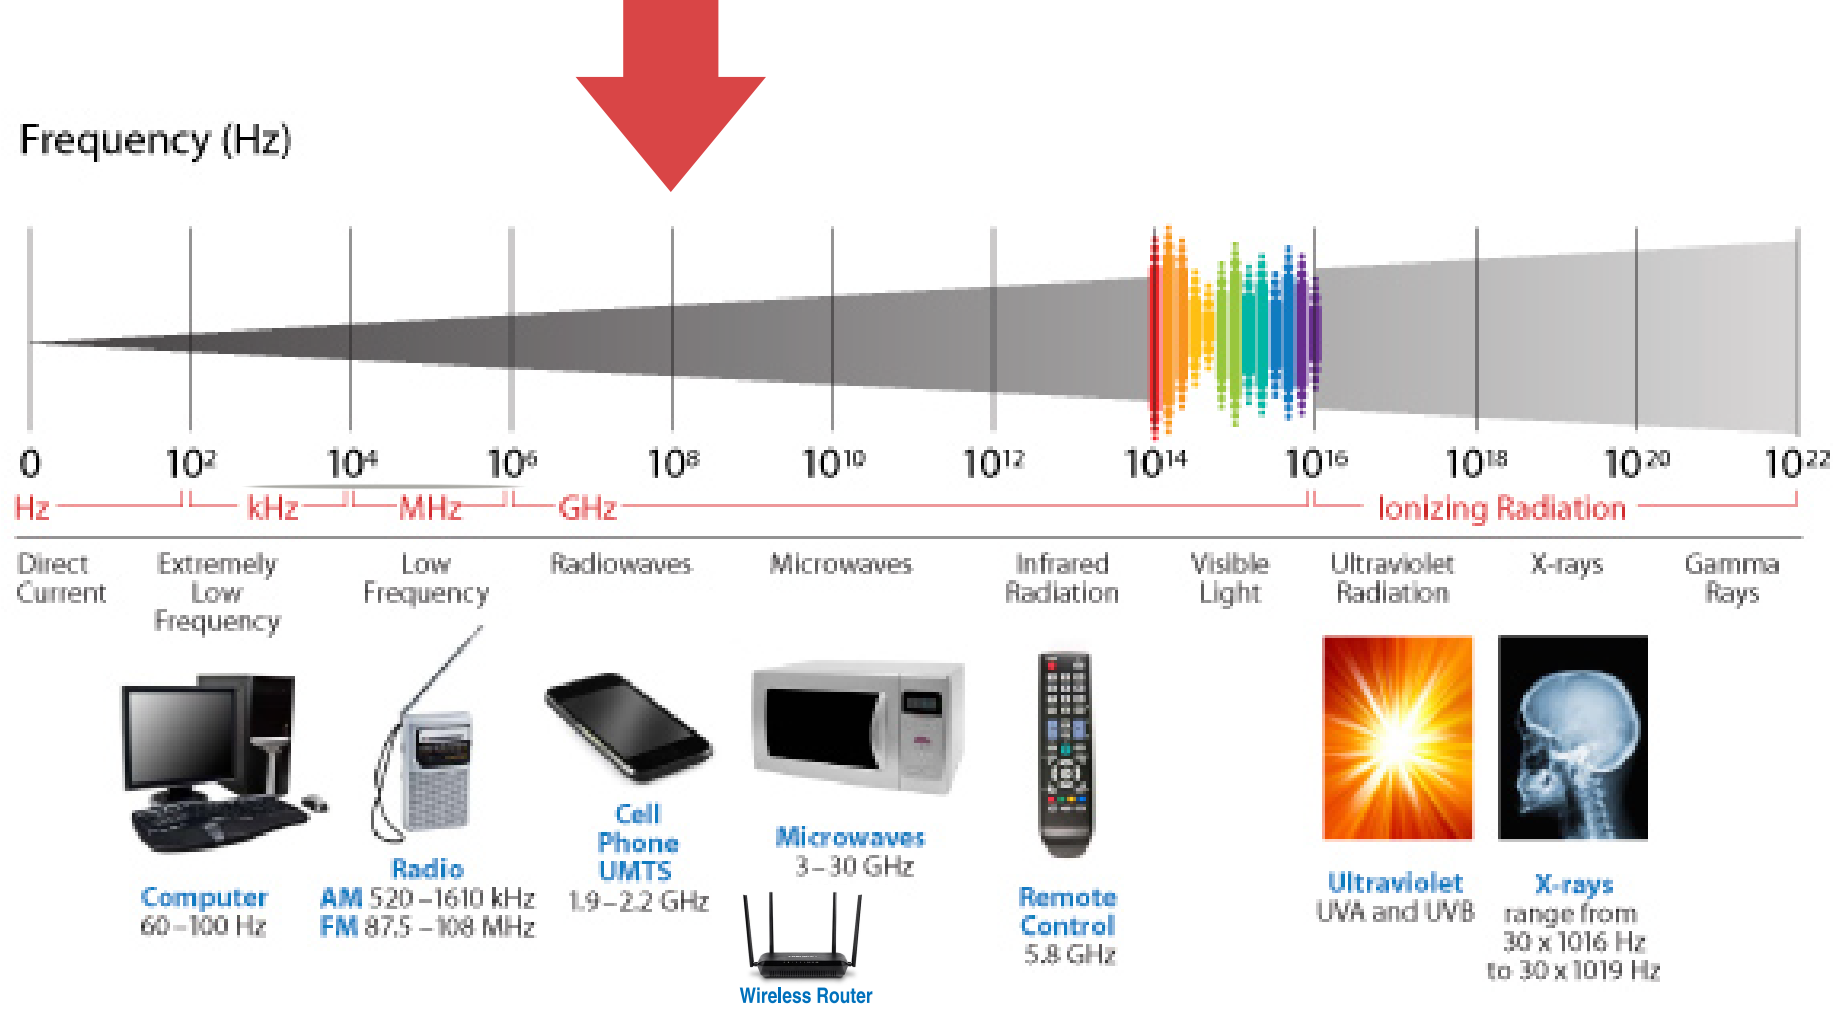 Frequency (Hz)
0 10² 10⁴ 10⁶ 10⁸ 10¹⁰ 10¹² 10¹⁴ 10¹⁶ 10¹⁸ 10²⁰ 10²²
Hz kHz MHz GHz Ionizing Radiation
Direct
Current
Extremely
Low
Frequency
Low
Frequency
Radiowaves
Microwaves
Infrared
Radiation
Visible
Light
Ultraviolet
Radiation
X-rays
Gamma
Rays
Computer
60–100 Hz
Radio
AM 520–1610 kHz
FM 87.5–108 MHz
Cell
Phone
UMTS
1.9–2.2 GHz
Microwaves
3–30 GHz
Wireless Router
Remote
Control
5.8 GHz
Ultraviolet
UVA and UVB
X-rays
range from
30 x 1016 Hz
to 30 x 1019 Hz